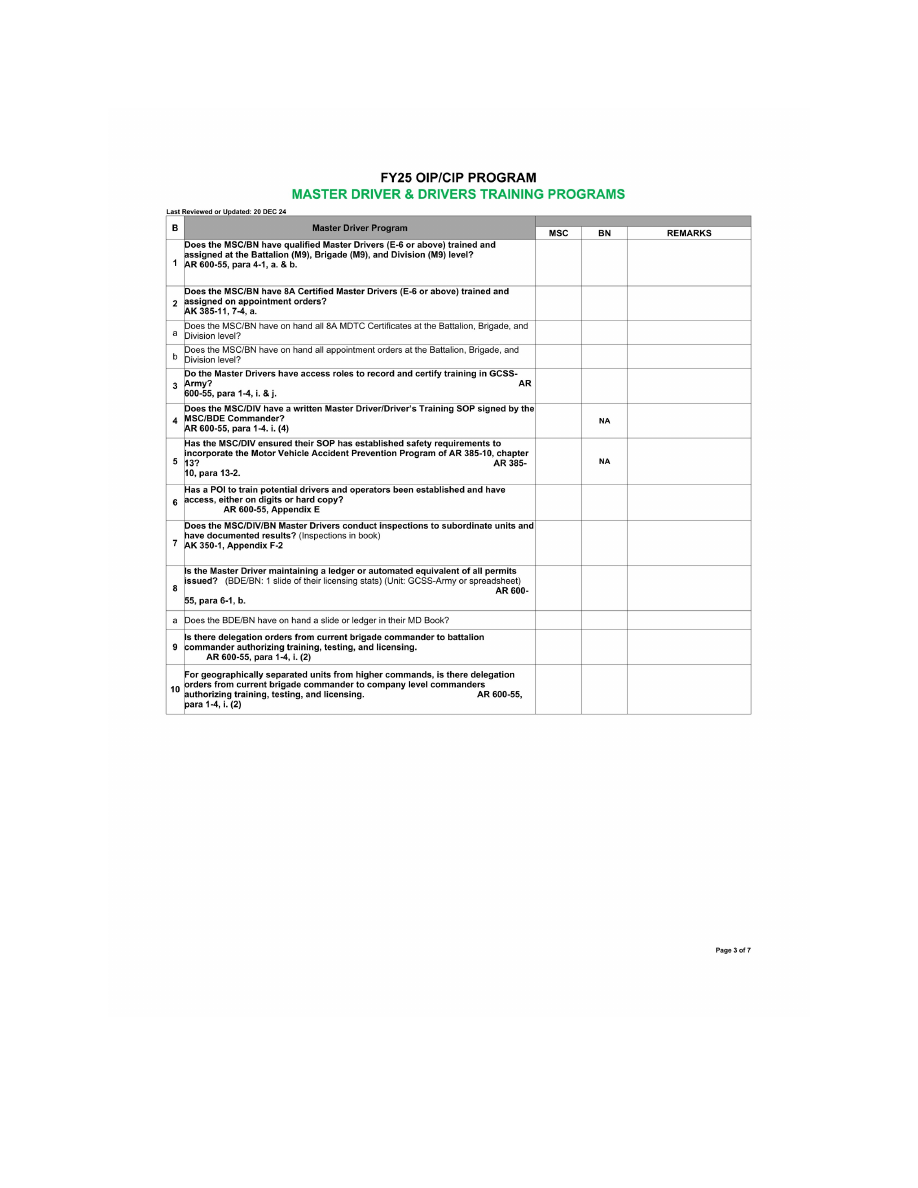 FY25 OIP/CIP PROGRAM
MASTER DRIVER & DRIVERS TRAINING PROGRAMS
Last Reviewed or Updated: 20 DEC 24
B Master Driver Program MSC BN REMARKS
1 Does the MSC/BN have qualified Master Drivers (E-6 or above) trained and
assigned at the Battalion (M9), Brigade (M9), and Division (M9) level?
AR 600-55, para 4-1, a. & b.
2 Does the MSC/BN have 8A Certified Master Drivers (E-6 or above) trained and
assigned on appointment orders?
AK 385-11, 7-4, a.
a Does the MSC/BN have on hand all 8A MDTC Certificates at the Battalion, Brigade, and
Division level?
b Does the MSC/BN have on hand all appointment orders at the Battalion, Brigade, and
Division level?
3 Do the Master Drivers have access roles to record and certify training in GCSS-
Army? AR
600-55, para 1-4, i. & j.
4 Does the MSC/DIV have a written Master Driver/Driver's Training SOP signed by the
MSC/BDE Commander? NA
AR 600-55, para 1-4. i. (4)
5 Has the MSC/DIV ensured their SOP has established safety requirements to
incorporate the Motor Vehicle Accident Prevention Program of AR 385-10, chapter
13? AR 385- NA
10, para 13-2.
6 Has a POI to train potential drivers and operators been established and have
access, either on digits or hard copy?
AR 600-55, Appendix E
7 Does the MSC/DIV/BN Master Drivers conduct inspections to subordinate units and
have documented results? (Inspections in book)
AK 350-1, Appendix F-2
8 Is the Master Driver maintaining a ledger or automated equivalent of all permits
issued? (BDE/BN: 1 slide of their licensing stats) (Unit: GCSS-Army or spreadsheet)
AR 600-
55, para 6-1, b.
a Does the BDE/BN have on hand a slide or ledger in their MD Book?
9 Is there delegation orders from current brigade commander to battalion
commander authorizing training, testing, and licensing.
AR 600-55, para 1-4, i. (2)
10 For geographically separated units from higher commands, is there delegation
orders from current brigade commander to company level commanders
authorizing training, testing, and licensing. AR 600-55,
para 1-4, i. (2)
Page 3 of 7